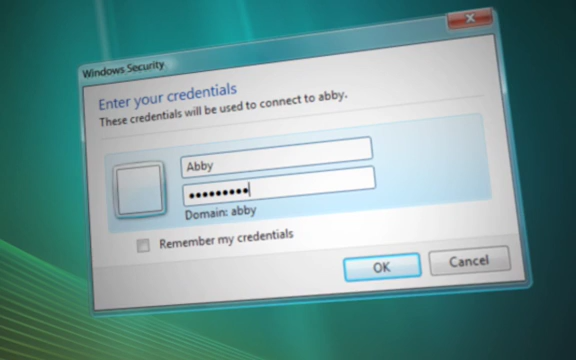 Windows Security
Enter your credentials
These credentials will be used to connect to abby.
Abby
•••••••••
Domain: abby
Remember my credentials
OK
Cancel